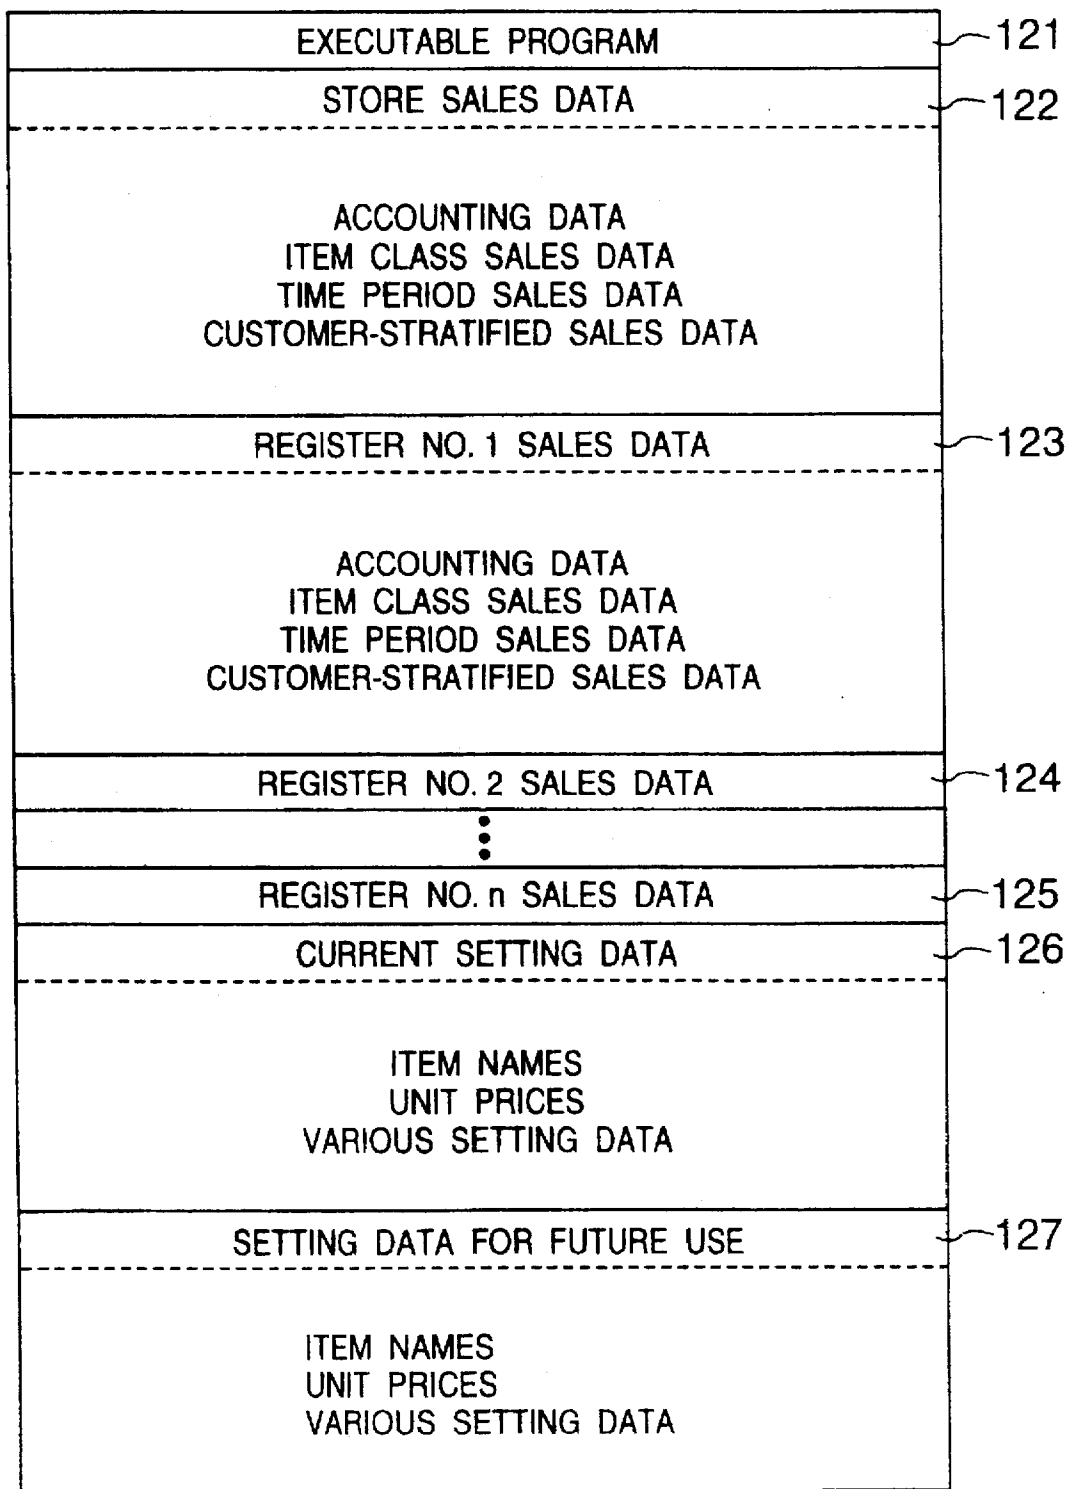 EXECUTABLE PROGRAM 121
STORE SALES DATA 122
ACCOUNTING DATA
ITEM CLASS SALES DATA
TIME PERIOD SALES DATA
CUSTOMER-STRATIFIED SALES DATA
REGISTER NO. 1 SALES DATA 123
ACCOUNTING DATA
ITEM CLASS SALES DATA
TIME PERIOD SALES DATA
CUSTOMER-STRATIFIED SALES DATA
REGISTER NO. 2 SALES DATA 124
REGISTER NO. n SALES DATA 125
CURRENT SETTING DATA 126
ITEM NAMES
UNIT PRICES
VARIOUS SETTING DATA
SETTING DATA FOR FUTURE USE 127
ITEM NAMES
UNIT PRICES
VARIOUS SETTING DATA